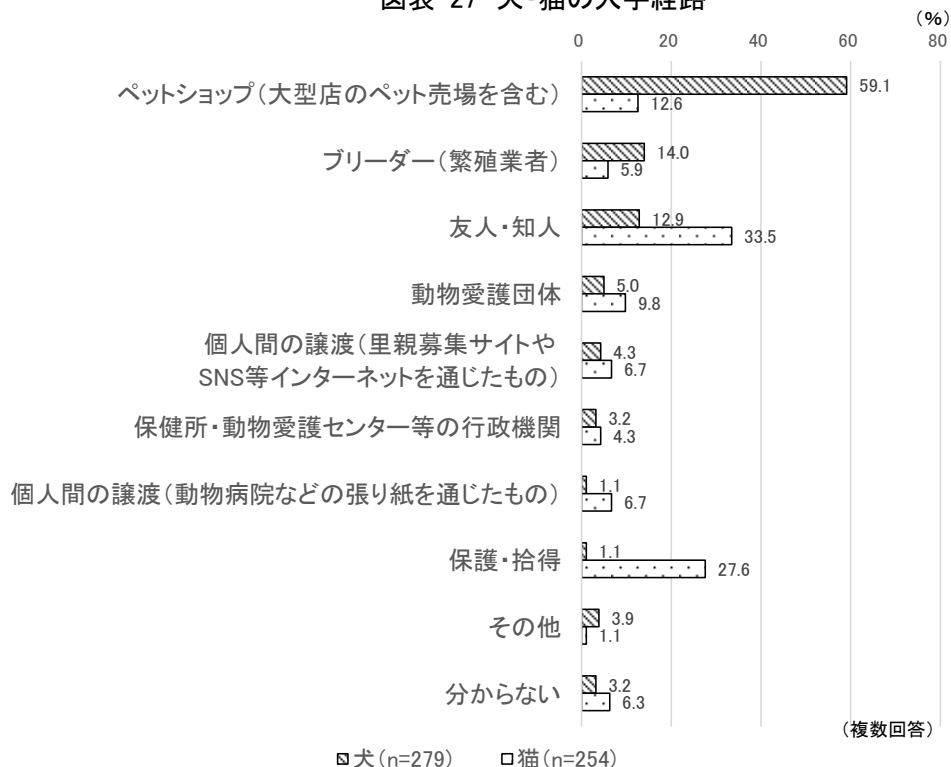 図表 27 犬・猫の入手経路
(%)
0 20 40 60 80
ペットショップ(大型店のペット売場を含む)
59.1
12.6
ブリーダー(繁殖業者)
14.0
5.9
友人・知人
12.9
33.5
動物愛護団体
5.0
9.8
個人間の譲渡(里親募集サイトや
SNS等インターネットを通じたもの)
4.3
6.7
保健所・動物愛護センター等の行政機関
3.2
4.3
個人間の譲渡(動物病院などの張り紙を通じたもの)
1.1
6.7
保護・拾得
1.1
27.6
その他
3.9
1.1
分からない
3.2
6.3
(複数回答)
犬(n=279) 猫(n=254)